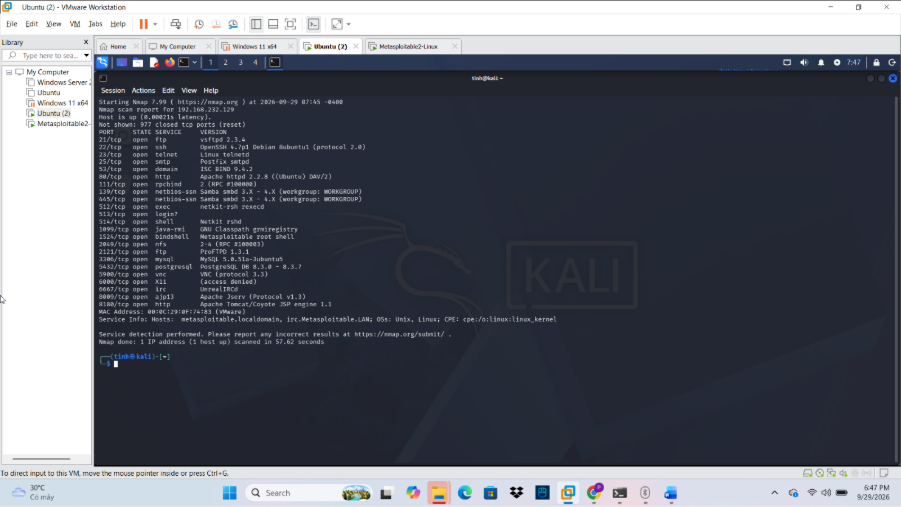 Ubuntu (2) - VMware Workstation
File Edit View VM Tabs Help
Library
Type here to sea...
Home My Computer Windows 11 x64 Ubuntu (2) Metasploitable2-Linux
1 2 3 4 7:47
My Computer
Windows Server 2
Ubuntu
Windows 11 x64
Ubuntu (2)
Metasploitable2-
tinh@kali: ~
Session Actions Edit View Help
Starting Nmap 7.99 ( https://nmap.org ) at 2026-09-29 07:45 -0400
Nmap scan report for 192.168.232.129
Host is up (0.00021s latency).
Not shown: 977 closed tcp ports (reset)
PORT STATE SERVICE VERSION
21/tcp open ftp vsftpd 2.3.4
22/tcp open ssh OpenSSH 4.7p1 Debian 8ubuntu1 (protocol 2.0)
23/tcp open telnet Linux telnetd
25/tcp open smtp Postfix smtpd
53/tcp open domain ISC BIND 9.4.2
80/tcp open http Apache httpd 2.2.8 ((Ubuntu) DAV/2)
111/tcp open rpcbind 2 (RPC #100000)
139/tcp open netbios-ssn Samba smbd 3.X - 4.X (workgroup: WORKGROUP)
445/tcp open netbios-ssn Samba smbd 3.X - 4.X (workgroup: WORKGROUP)
512/tcp open exec netkit-rsh rexecd
513/tcp open login?
514/tcp open shell Netkit rshd
1099/tcp open java-rmi GNU Classpath grmiregistry
1524/tcp open bindshell Metasploitable root shell
2049/tcp open nfs 2-4 (RPC #100003)
2121/tcp open ftp ProFTPD 1.3.1
3306/tcp open mysql MySQL 5.0.51a-3ubuntu5
5432/tcp open postgresql PostgreSQL DB 8.3.0 - 8.3.7
5900/tcp open vnc VNC (protocol 3.3)
6000/tcp open X11 (access denied)
6667/tcp open irc UnrealIRCd
8009/tcp open ajp13 Apache Jserv (Protocol v1.3)
8180/tcp open http Apache Tomcat/Coyote JSP engine 1.1
MAC Address: 00:0C:29:0F:74:83 (VMware)
Service Info: Hosts: metasploitable.localdomain, irc.Metasploitable.LAN; OSs: Unix, Linux; CPE: cpe:/o:linux:linux_kernel
Service detection performed. Please report any incorrect results at https://nmap.org/submit/ .
Nmap done: 1 IP address (1 host up) scanned in 57.62 seconds
┌──(tinh㉿kali)-[~]
└─$
KALI
To direct input to this VM, move the mouse pointer inside or press Ctrl+G.
30°C
Có mây
Search
6:47 PM
9/29/2026